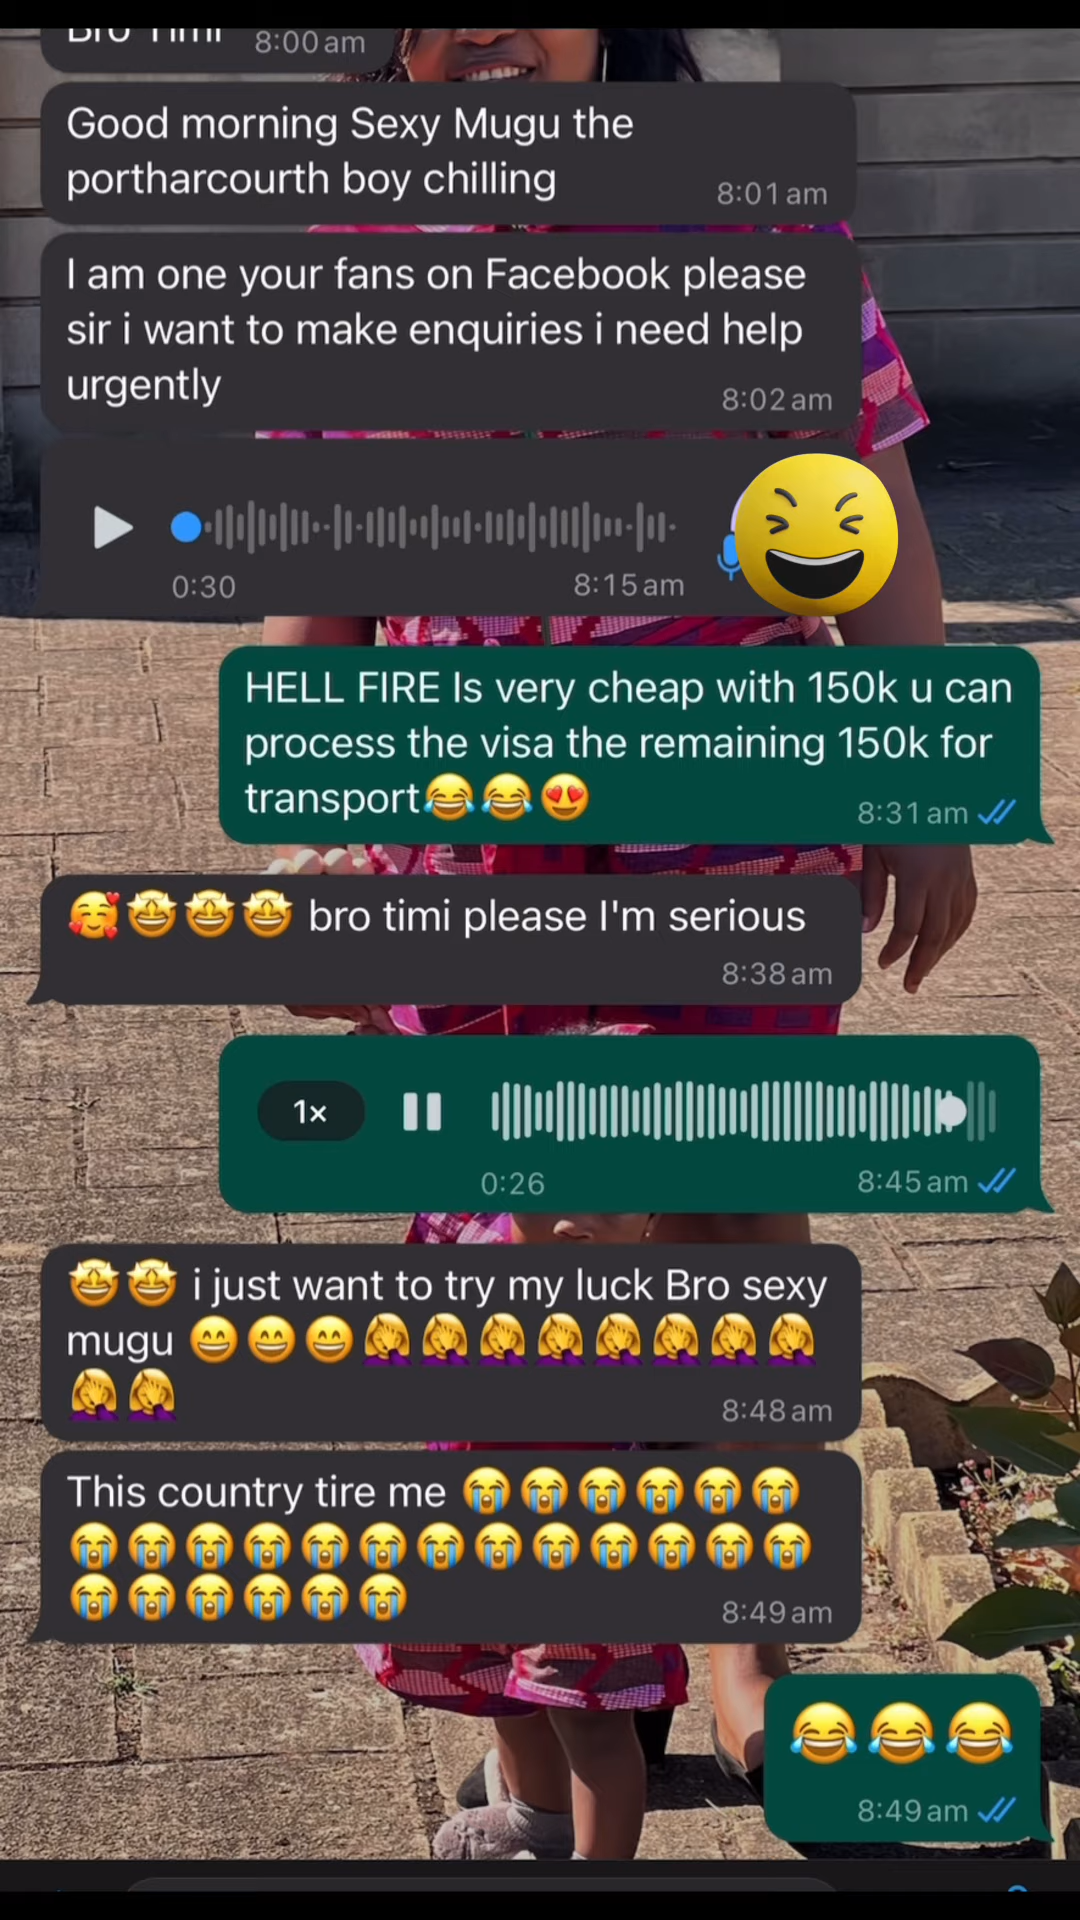 Bro Timi 8:00 am
Good morning Sexy Mugu the
portharcourth boy chilling 8:01 am
I am one your fans on Facebook please
sir i want to make enquiries i need help
urgently 8:02 am
0:30 8:15 am
HELL FIRE Is very cheap with 150k u can
process the visa the remaining 150k for
transport😂😂😍 8:31 am
🥰🤩🤩🤩 bro timi please I'm serious
8:38 am
1x
0:26 8:45 am
🤩🤩 i just want to try my luck Bro sexy
mugu 😄😄😄🤦‍♀️🤦‍♀️🤦‍♀️🤦‍♀️🤦‍♀️🤦‍♀️🤦‍♀️🤦‍♀️
🤦‍♀️🤦‍♀️ 8:48 am
This country tire me 😭😭😭😭😭😭
😭😭😭😭😭😭😭😭😭😭😭😭😭
😭😭😭😭😭😭 8:49 am
😂😂😂
8:49 am